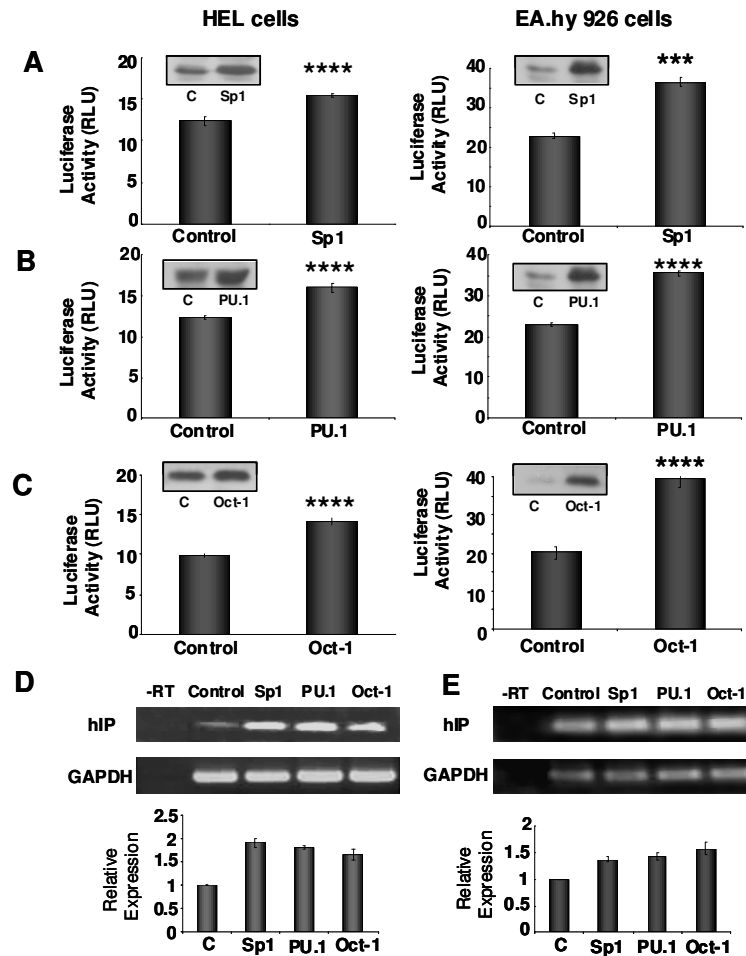 HEL cells
EA.hy 926 cells
A
Luciferase
Activity (RLU)
20
15
10
5
0
C Sp1
****
Control Sp1
Luciferase
Activity (RLU)
40
30
20
10
0
C Sp1
***
Control Sp1
B
Luciferase
Activity (RLU)
20
15
10
5
0
C PU.1
****
Control PU.1
Luciferase
Activity (RLU)
40
30
20
10
0
C PU.1
****
Control PU.1
C
Luciferase
Activity (RLU)
20
15
10
5
0
C Oct-1
****
Control Oct-1
Luciferase
Activity (RLU)
40
30
20
10
0
C Oct-1
****
Control Oct-1
D
-RT Control Sp1 PU.1 Oct-1
hIP
GAPDH
Relative
Expression
2.5
2
1.5
1
0.5
0
C Sp1 PU.1 Oct-1
E
-RT Control Sp1 PU.1 Oct-1
hIP
GAPDH
Relative
Expression
2
1.5
1
0.5
0
C Sp1 PU.1 Oct-1